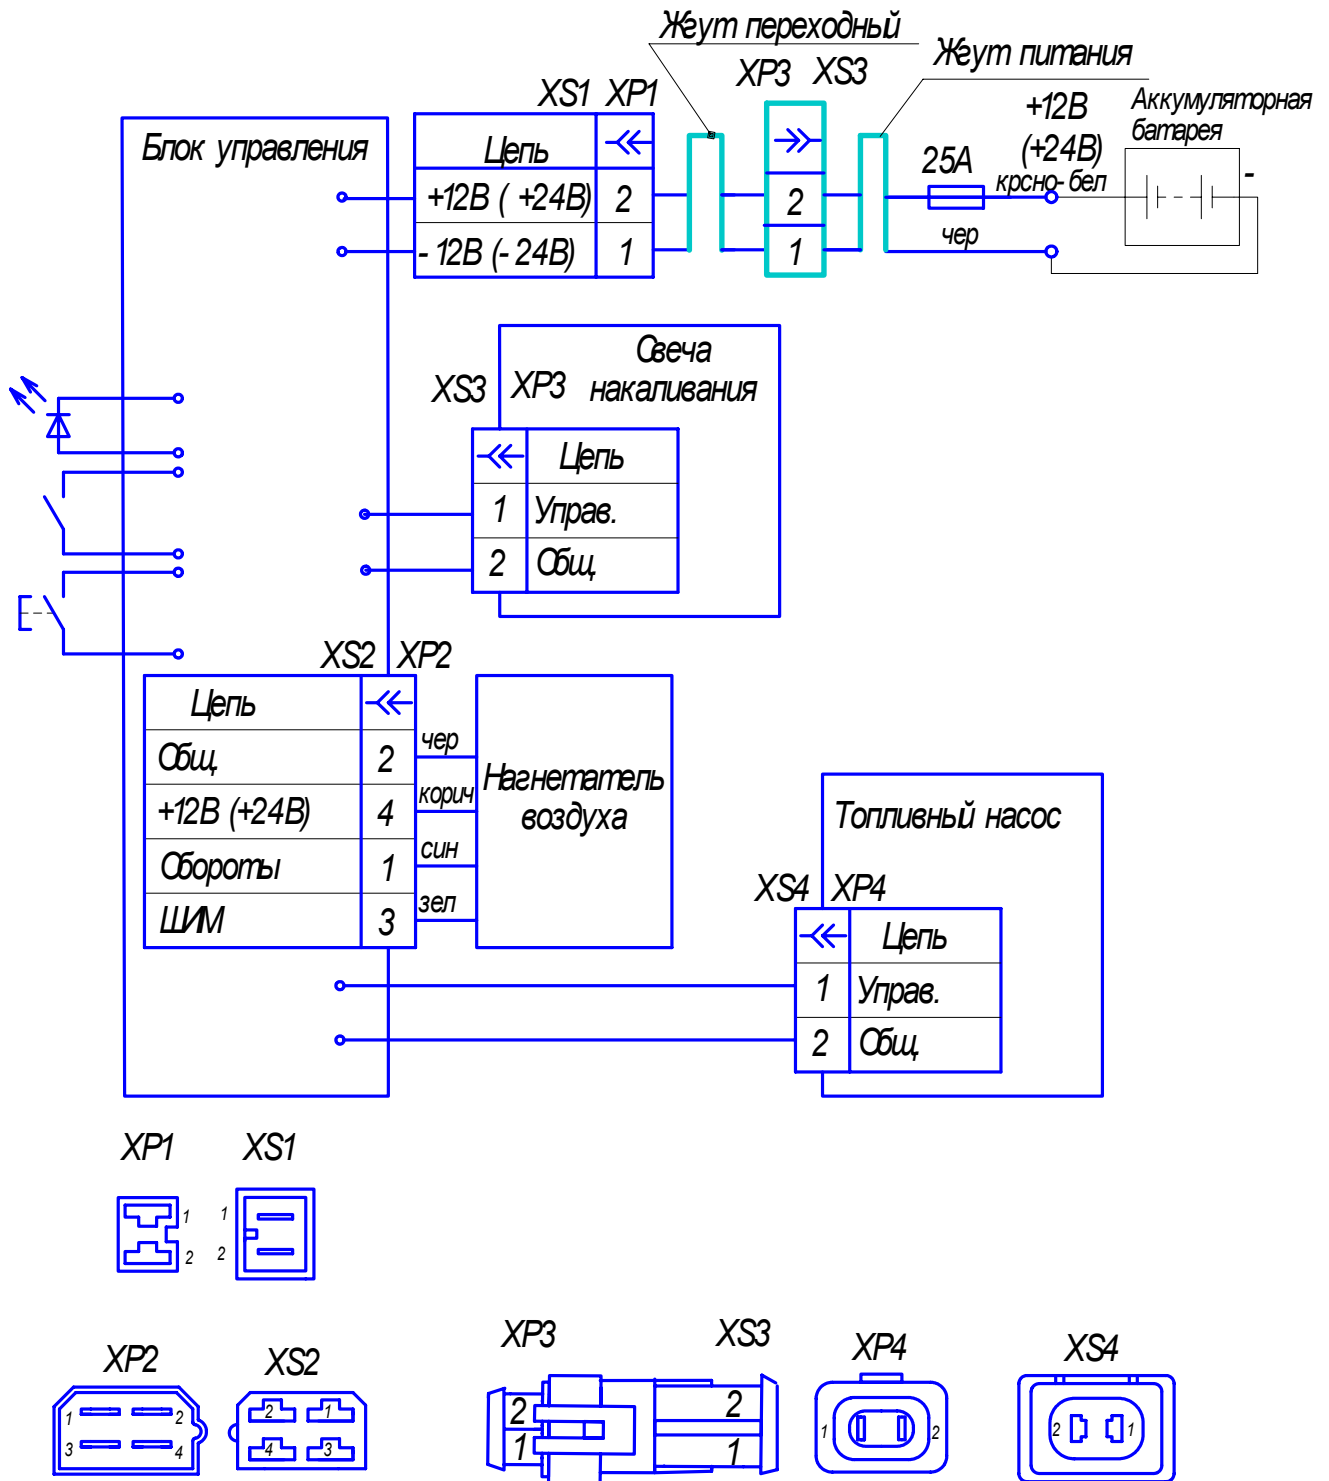 Жгут переходный
Жгут питания
XP3 XS3
XS1 XP1
+12В
(+24В)
Аккумуляторная
батарея
Блок управления
Цепь
+12В ( +24В) 2
- 12В (- 24В) 1
2
1
25А
крсно- бел
чер
-
Свеча
накаливания
XS3 XP3
Цепь
1 Управ.
2 Общ.
XS2 XP2
Цепь
Общ. 2
+12В (+24В) 4
Обороты 1
ШИМ 3
чер
корич
син
зел
Нагнетатель
воздуха
Топливный насос
XS4 XP4
Цепь
1 Управ.
2 Общ.
XP1 XS1
1
2
1
2
XP2 XS2
1 2
3 4
2 1
4 3
XP3 XS3
2 2
1 1
XP4 XS4
1 2
2 1